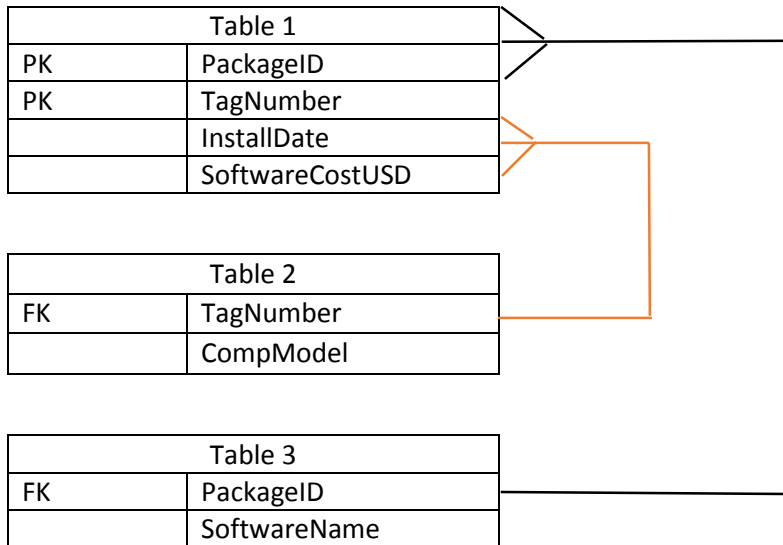 Table 1
PK PackageID
PK TagNumber
InstallDate
SoftwareCostUSD
Table 2
FK TagNumber
CompModel
Table 3
FK PackageID
SoftwareName